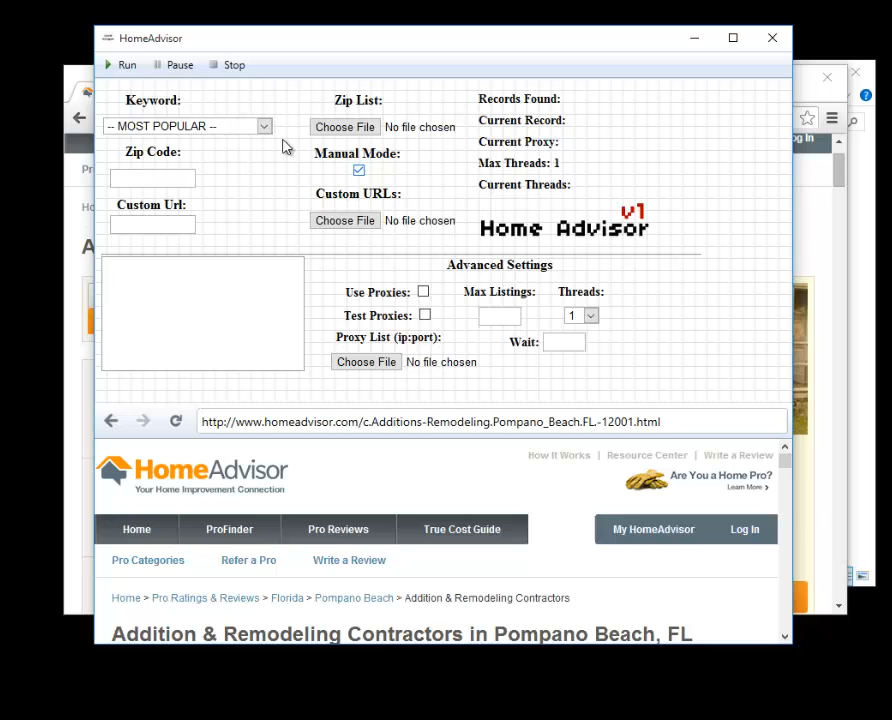 HomeAdvisor
Run Pause Stop
Keyword:
-- MOST POPULAR --
Zip Code:
Custom Url:
Zip List:
Choose File No file chosen
Manual Mode:
Custom URLs:
Choose File No file chosen
Records Found:
Current Record:
Current Proxy:
Max Threads: 1
Current Threads:
v1
Home Advisor
Advanced Settings
Use Proxies:
Test Proxies:
Proxy List (ip:port):
Choose File No file chosen
Max Listings:
Threads:
1
Wait:
http://www.homeadvisor.com/c.Additions-Remodeling.Pompano_Beach.FL.-12001.html
HomeAdvisor
Your Home Improvement Connection
How It Works | Resource Center | Write a Review
Are You a Home Pro?
Learn More >
Home ProFinder Pro Reviews True Cost Guide My HomeAdvisor Log In
Pro Categories Refer a Pro Write a Review
Home > Pro Ratings & Reviews > Florida > Pompano Beach > Addition & Remodeling Contractors
Addition & Remodeling Contractors in Pompano Beach, FL